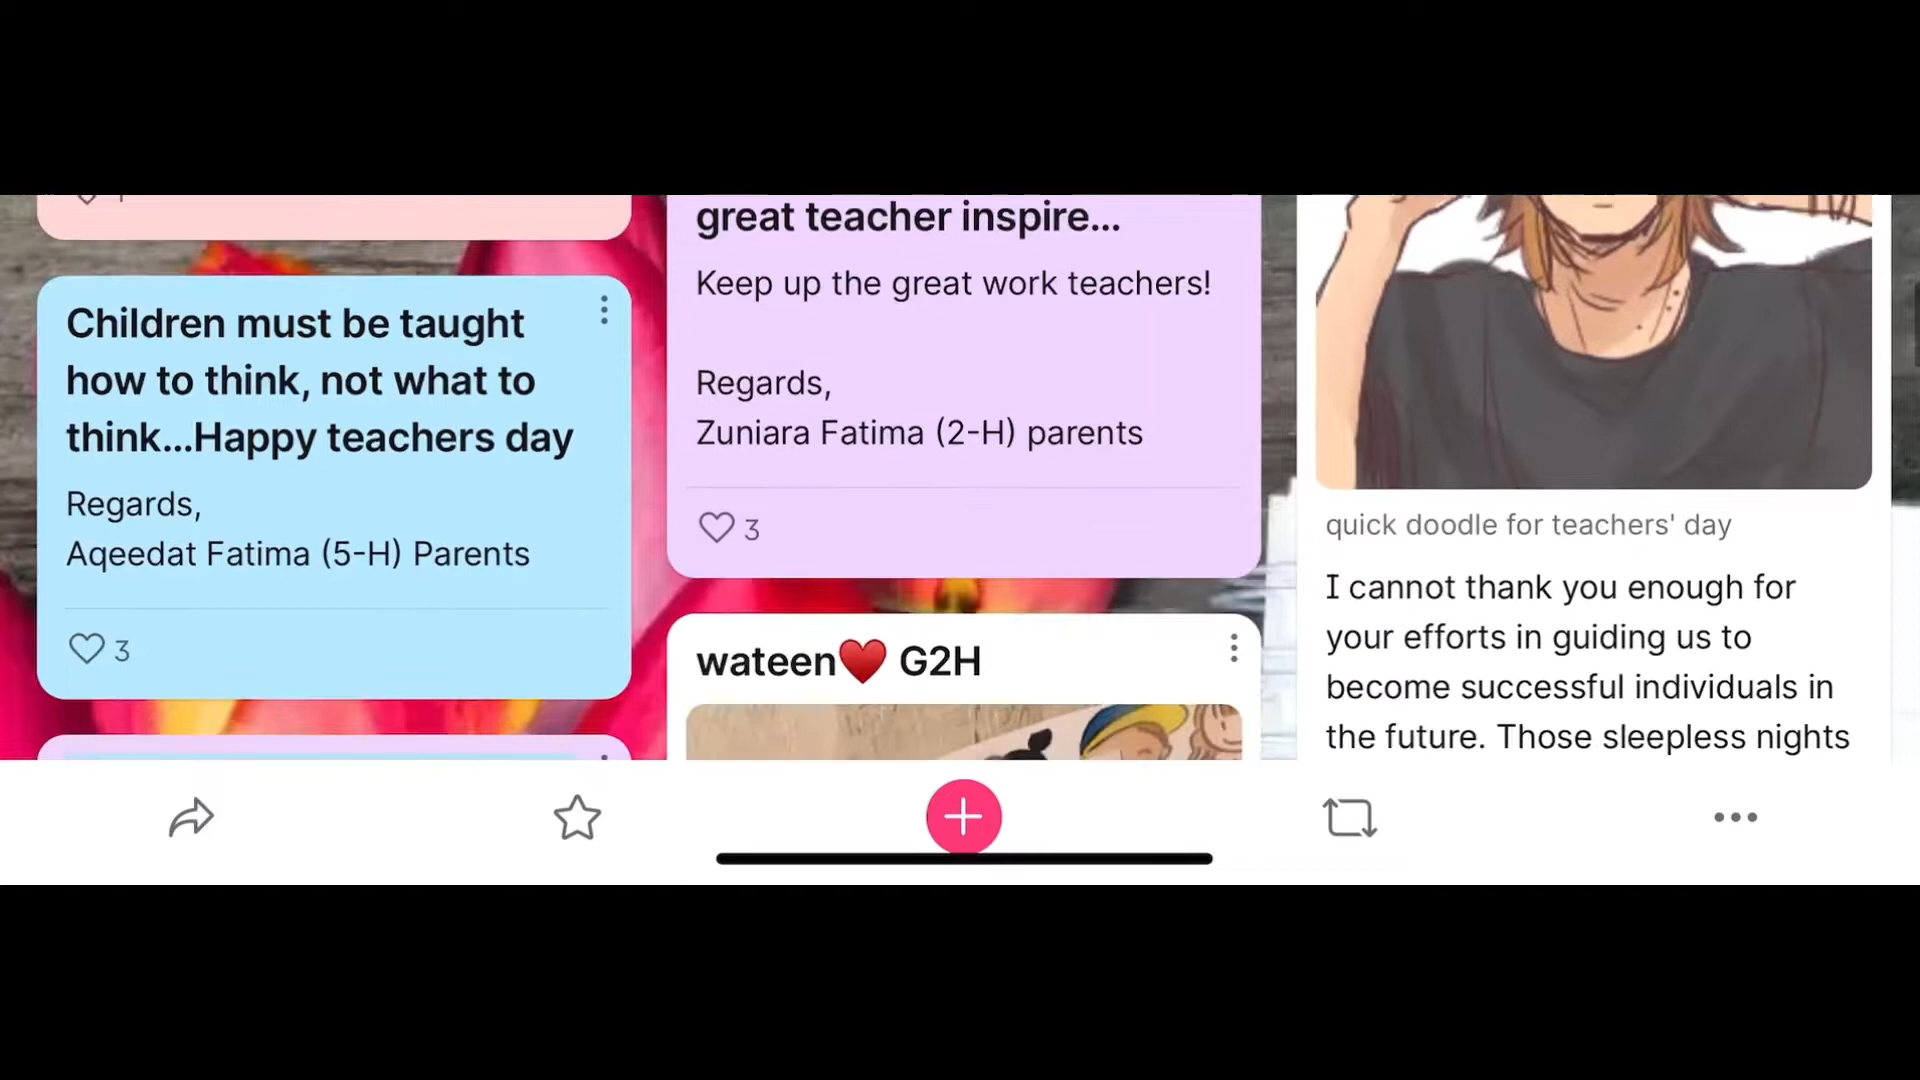 Children must be taught
how to think, not what to
think...Happy teachers day
Regards,
Aqeedat Fatima (5-H) Parents
3
great teacher inspire...
Keep up the great work teachers!
Regards,
Zuniara Fatima (2-H) parents
3
wateen❤️ G2H
quick doodle for teachers' day
I cannot thank you enough for
your efforts in guiding us to
become successful individuals in
the future. Those sleepless nights